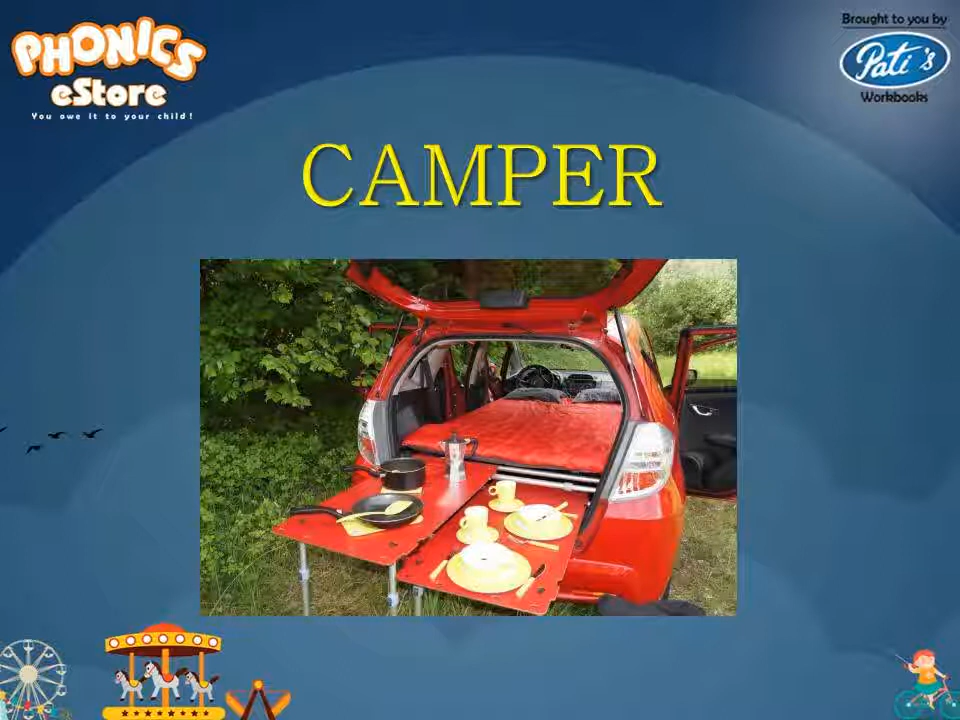 PHONICS
eStore
You owe it to your child!
Brought to you by
Pati's
Workbooks
CAMPER